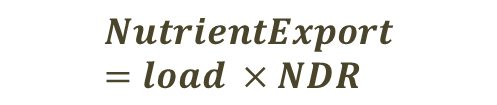 NutrientExport
= load × NDR